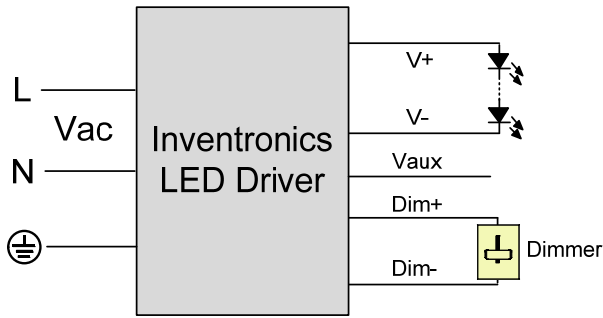 L
Vac
N
Inventronics
LED Driver
V+
V-
Vaux
Dim+
Dim-
Dimmer